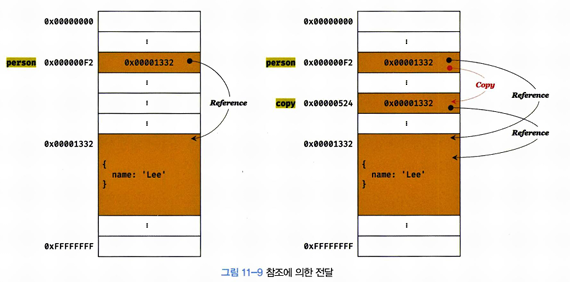 0x00000000
⋮
person 0x000000F2 0x00001332
⋮
⋮
⋮
Reference
0x00001332
{
name: 'Lee'
}
⋮
0xFFFFFFFF
0x00000000
⋮
person 0x000000F2 0x00001332
⋮
Copy
copy 0x00000524 0x00001332
⋮
Reference
Reference
0x00001332
{
name: 'Lee'
}
⋮
0xFFFFFFFF
그림 11-9 참조에 의한 전달